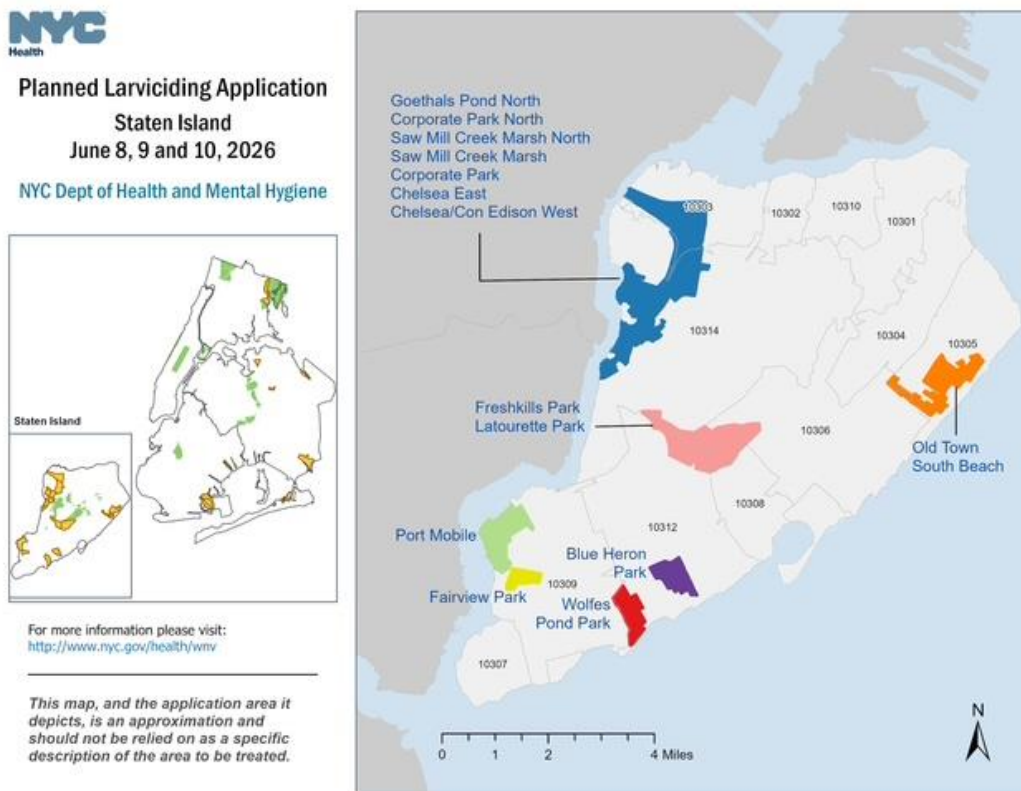 NYC
Health
Planned Larviciding Application
Staten Island
June 8, 9 and 10, 2026
NYC Dept of Health and Mental Hygiene
Staten Island
For more information please visit:
http://www.nyc.gov/health/wnv
This map, and the application area it
depicts, is an approximation and
should not be relied on as a specific
description of the area to be treated.
Goethals Pond North
Corporate Park North
Saw Mill Creek Marsh North
Saw Mill Creek Marsh
Corporate Park
Chelsea East
Chelsea/Con Edison West
10302
10310
10301
10314
10304
10305
Freshkills Park
Latourette Park
10306
Old Town
South Beach
10308
10312
Port Mobile
Blue Heron
Park
10309
Fairview Park
Wolfes
Pond Park
10307
N
0 1 2 4 Miles